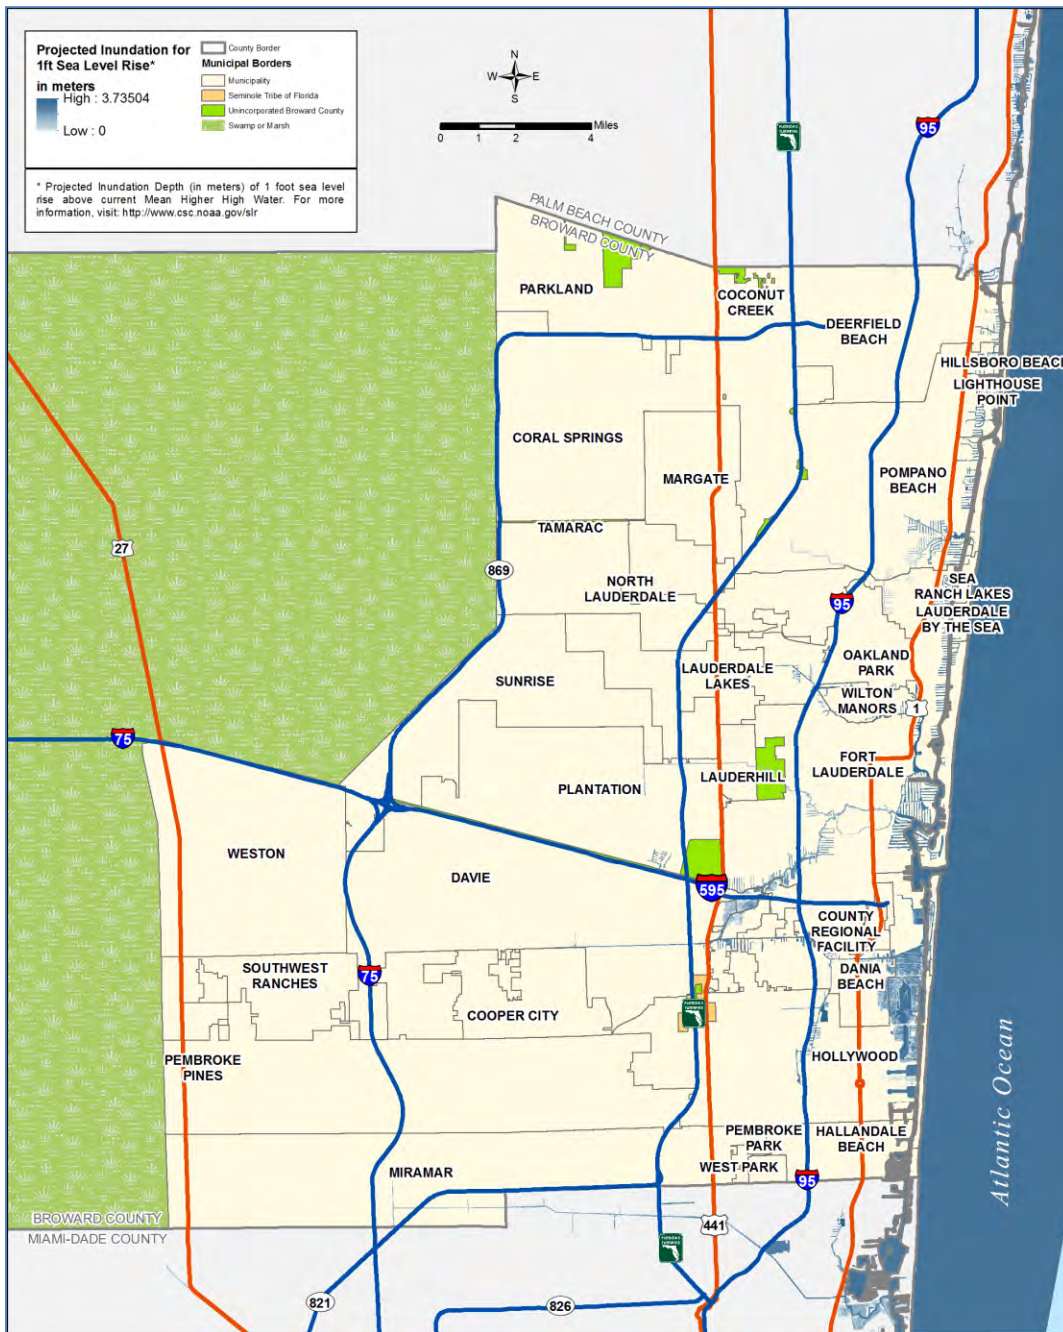 Projected Inundation for
1ft Sea Level Rise*
in meters
High : 3.73504
Low : 0
County Border
Municipal Borders
Municipality
Seminole Tribe of Florida
Unincorporated Broward County
Swamp or Marsh
* Projected Inundation Depth (in meters) of 1 foot sea level
rise above current Mean Higher High Water. For more
information, visit: http://www.csc.noaa.gov/slr
N
W E
S
Miles
0 1 2 4
95
PALM BEACH COUNTY
BROWARD COUNTY
PARKLAND
COCONUT
CREEK
DEERFIELD
BEACH
HILLSBORO BEACH
LIGHTHOUSE
POINT
CORAL SPRINGS
MARGATE
POMPANO
BEACH
TAMARAC
27
869
NORTH
LAUDERDALE
95
SEA
RANCH LAKES
LAUDERDALE
BY THE SEA
OAKLAND
PARK
LAUDERDALE
LAKES
SUNRISE
WILTON
MANORS
1
75
FORT
LAUDERDALE
LAUDERHILL
PLANTATION
WESTON
DAVIE
595
COUNTY
REGIONAL
FACILITY
SOUTHWEST
RANCHES
75
DANIA
BEACH
COOPER CITY
HOLLYWOOD
PEMBROKE
PINES
Atlantic Ocean
PEMBROKE
PARK
HALLANDALE
BEACH
WEST PARK
MIRAMAR
95
BROWARD COUNTY
MIAMI-DADE COUNTY
441
821
826